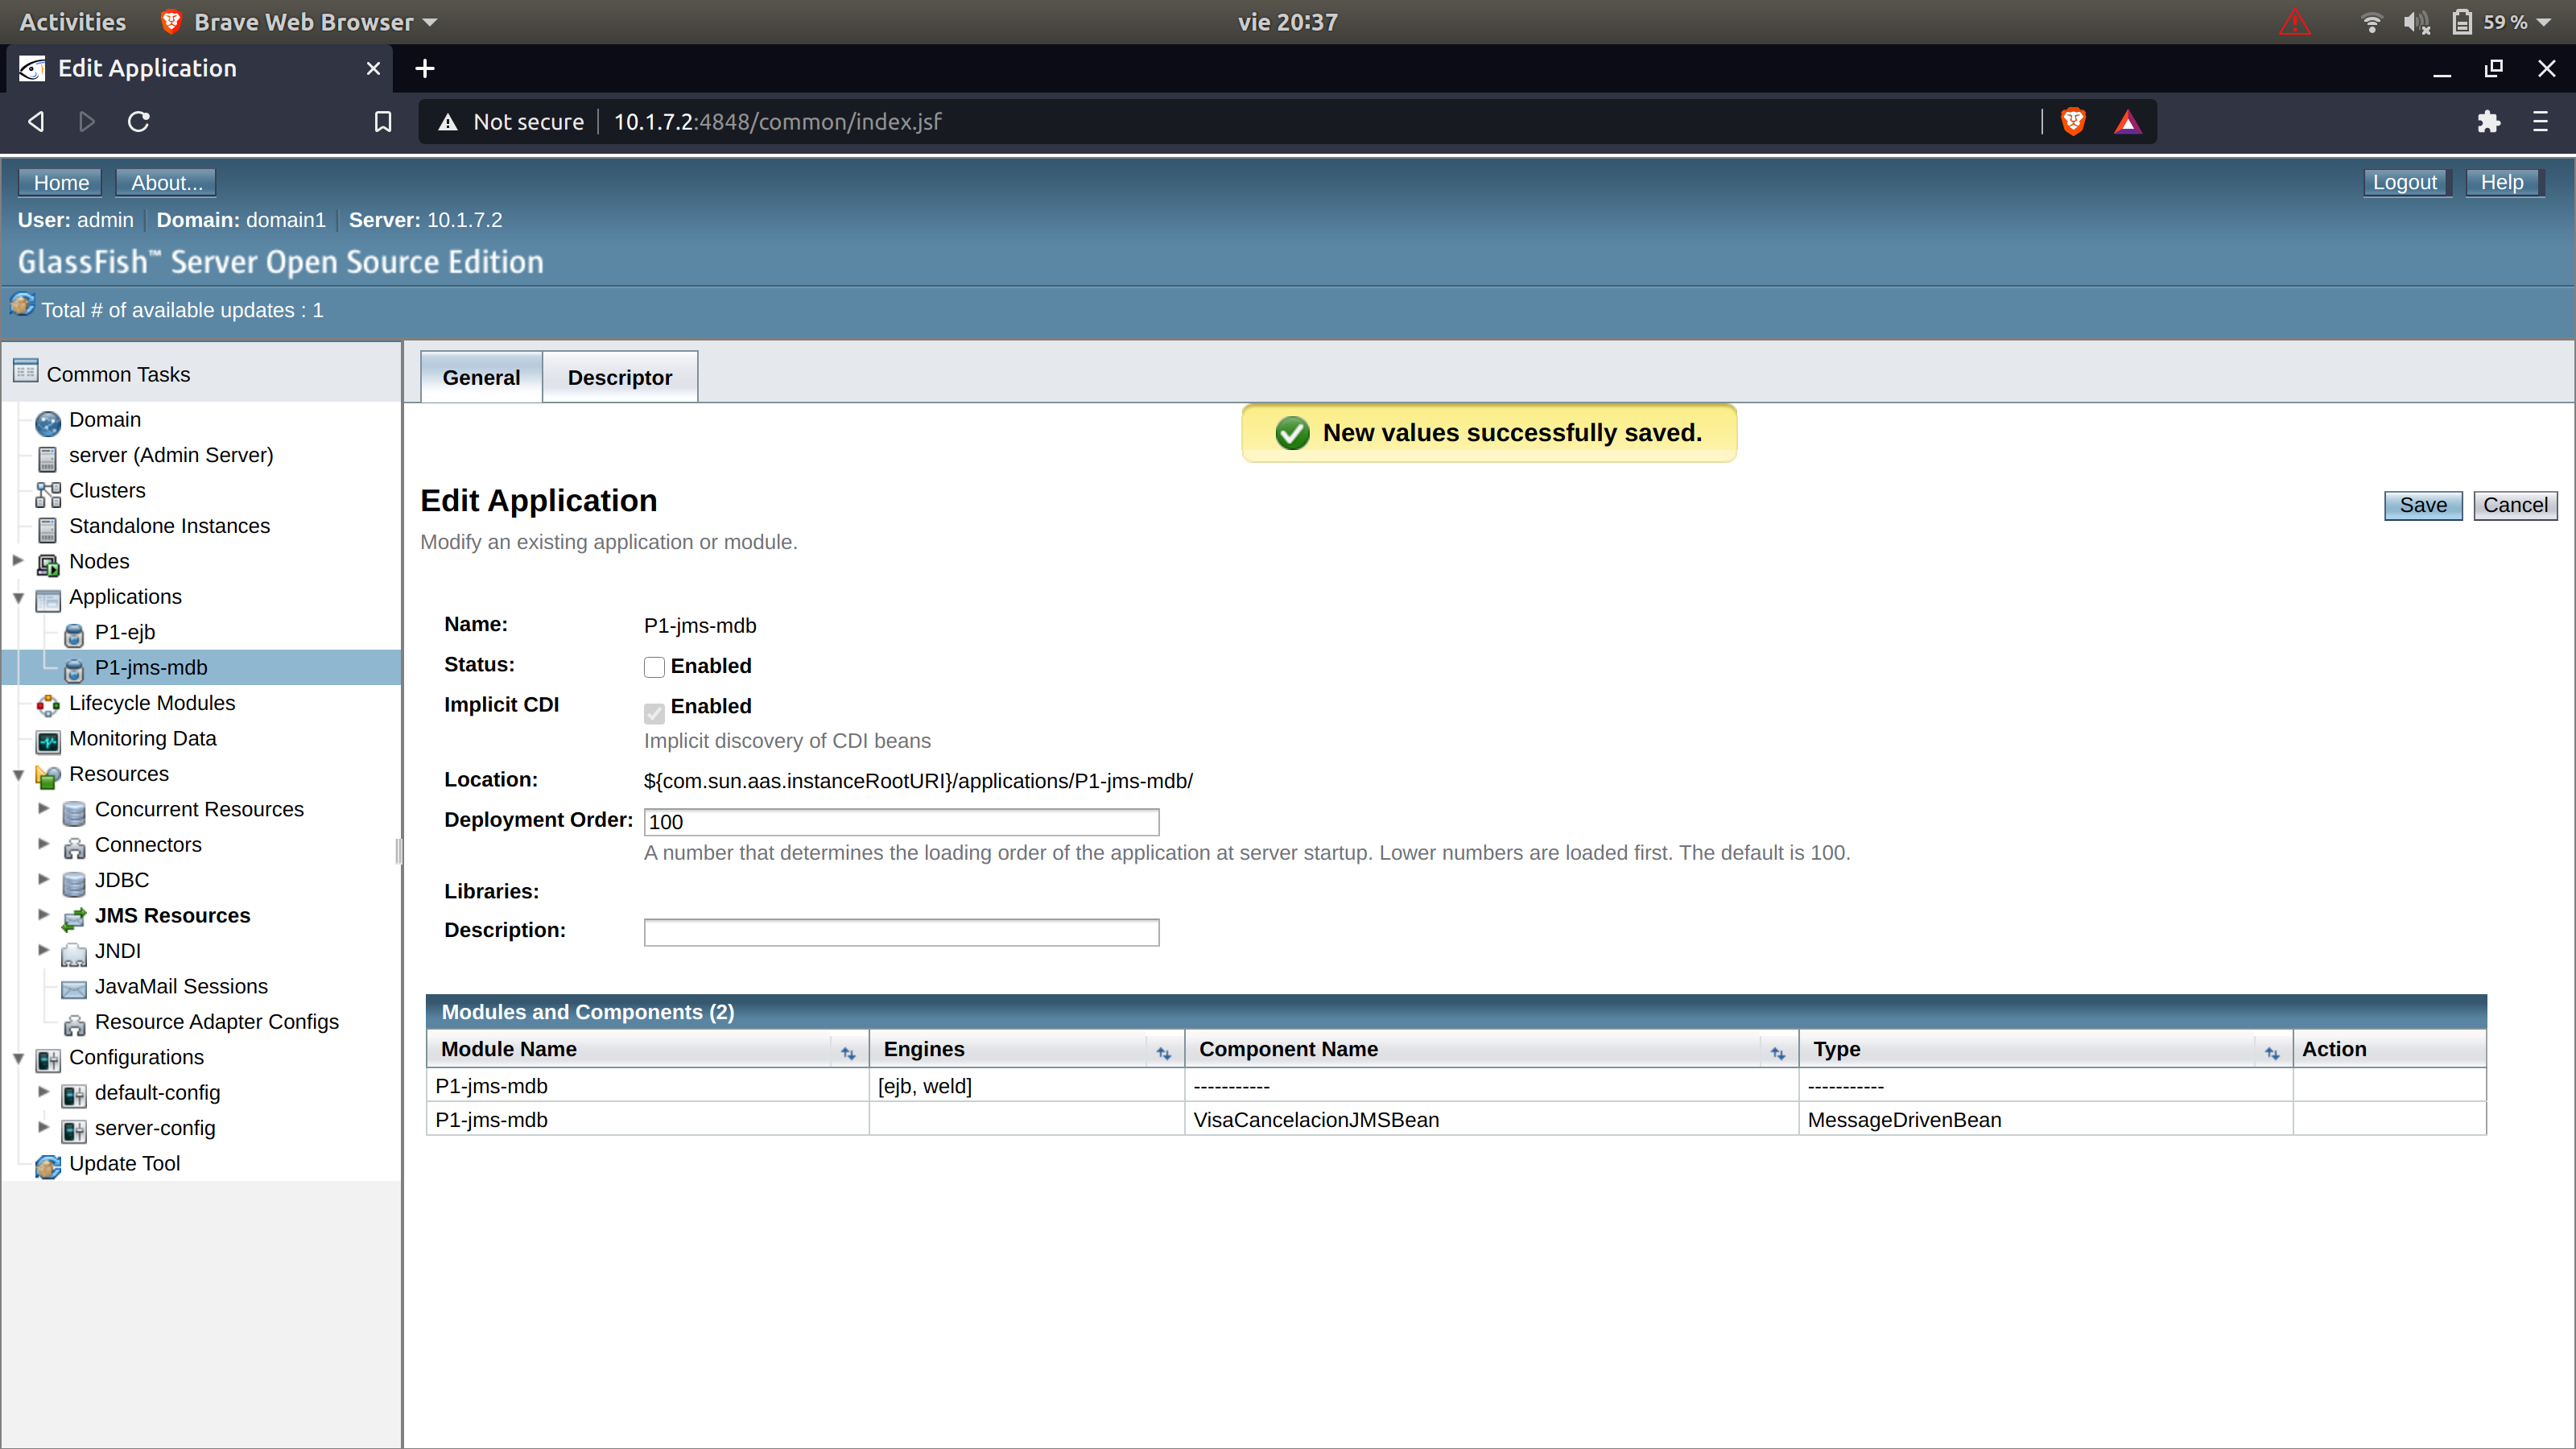 Activities Brave Web Browser vie 20:37 59 %
Edit Application
Not secure 10.1.7.2:4848/common/index.jsf
Home About... Logout Help
User: admin Domain: domain1 Server: 10.1.7.2
GlassFish™ Server Open Source Edition
Total # of available updates : 1
Common Tasks
Domain
server (Admin Server)
Clusters
Standalone Instances
Nodes
Applications
P1-ejb
P1-jms-mdb
Lifecycle Modules
Monitoring Data
Resources
Concurrent Resources
Connectors
JDBC
JMS Resources
JNDI
JavaMail Sessions
Resource Adapter Configs
Configurations
default-config
server-config
Update Tool
General Descriptor
New values successfully saved.
Edit Application
Save Cancel
Modify an existing application or module.
Name: P1-jms-mdb
Status: Enabled
Implicit CDI Enabled
Implicit discovery of CDI beans
Location: ${com.sun.aas.instanceRootURI}/applications/P1-jms-mdb/
Deployment Order: 100
A number that determines the loading order of the application at server startup. Lower numbers are loaded first. The default is 100.
Libraries:
Description:
Modules and Components (2)
Module Name Engines Component Name Type Action
P1-jms-mdb [ejb, weld] ----------- -----------
P1-jms-mdb VisaCancelacionJMSBean MessageDrivenBean